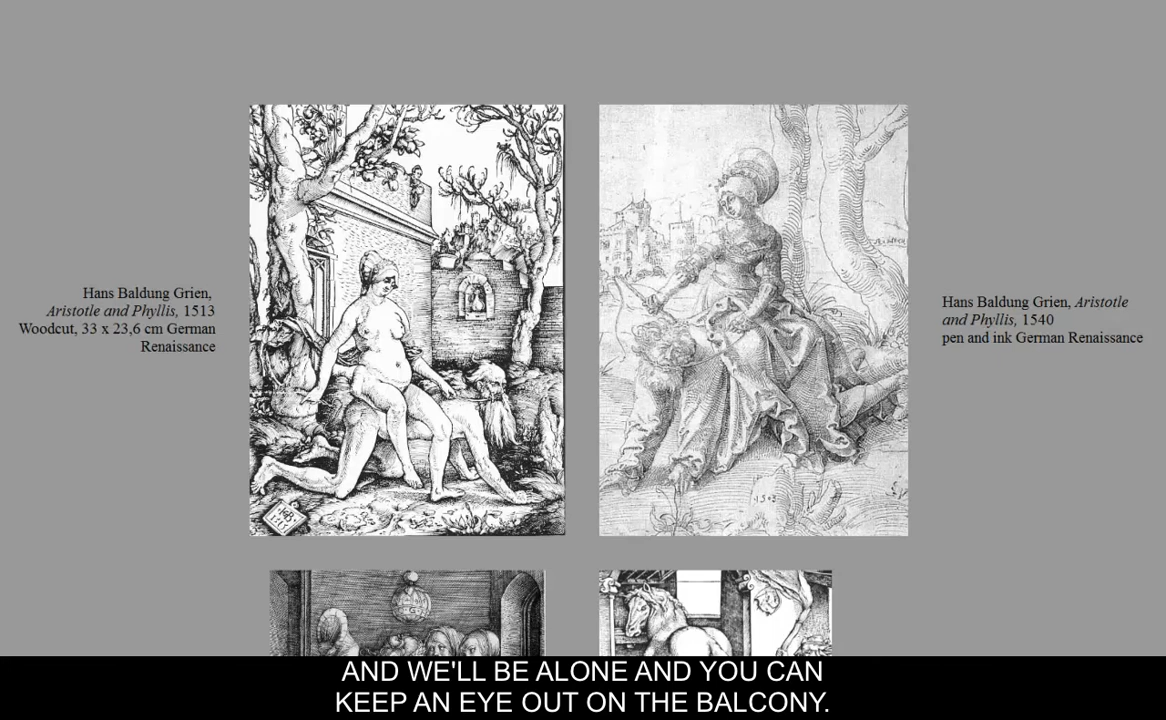 Hans Baldung Grien,
Aristotle and Phyllis, 1513
Woodcut, 33 x 23,6 cm German
Renaissance
Hans Baldung Grien, Aristotle
and Phyllis, 1540
pen and ink German Renaissance
AND WE'LL BE ALONE AND YOU CAN
KEEP AN EYE OUT ON THE BALCONY.